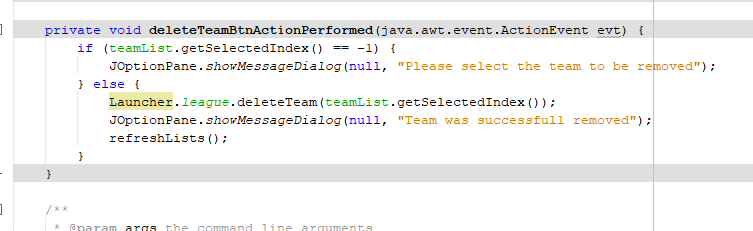 private void deleteTeamBtnActionPerformed(java.awt.event.ActionEvent evt) {
if (teamList.getSelectedIndex() == -1) {
JOptionPane.showMessageDialog(null, "Please select the team to be removed");
} else {
Launcher.league.deleteTeam(teamList.getSelectedIndex());
JOptionPane.showMessageDialog(null, "Team was successfull removed");
refreshLists();
}
}
/**
* @param args the command line arguments